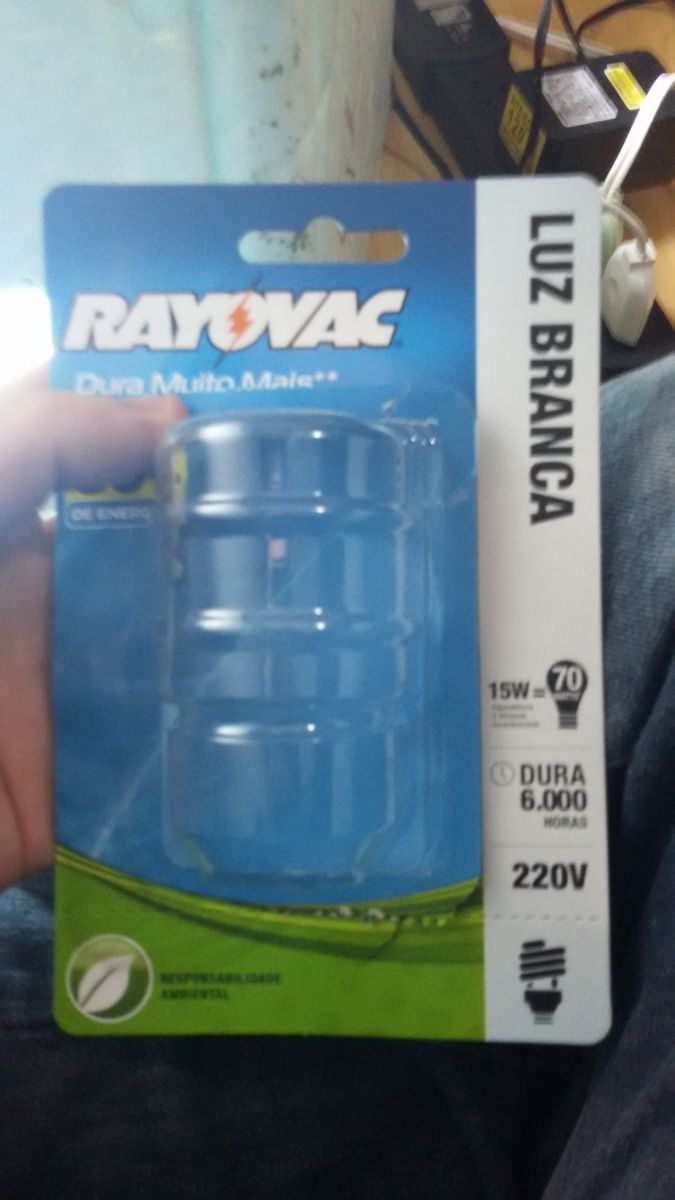 RAYOVAC
Dura Muito Mais**
DE ENERG
LUZ BRANCA
15W=
70
DURA
6.000
HORAS
220V
RESPONSABILIDADE
AMBIENTAL